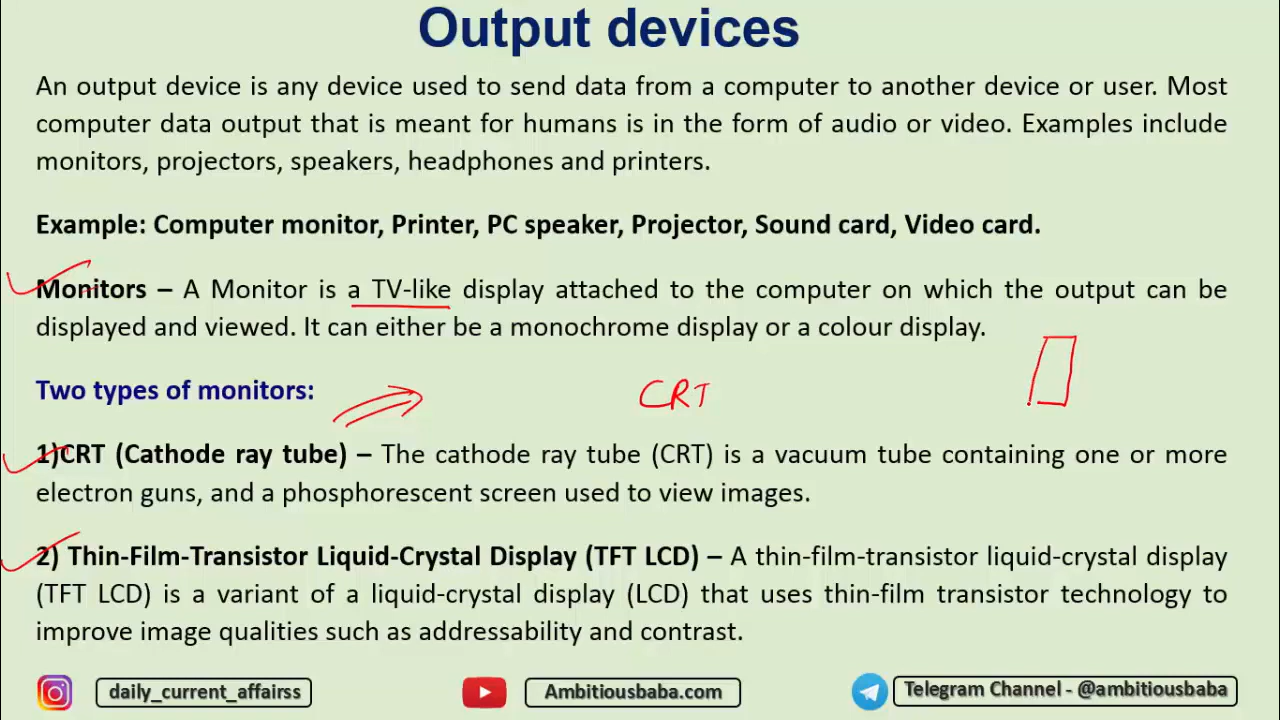 Output devices
An output device is any device used to send data from a computer to another device or user. Most
computer data output that is meant for humans is in the form of audio or video. Examples include
monitors, projectors, speakers, headphones and printers.
Example: Computer monitor, Printer, PC speaker, Projector, Sound card, Video card.
Monitors – A Monitor is a TV-like display attached to the computer on which the output can be
displayed and viewed. It can either be a monochrome display or a colour display.
Two types of monitors:
CRT
1)CRT (Cathode ray tube) – The cathode ray tube (CRT) is a vacuum tube containing one or more
electron guns, and a phosphorescent screen used to view images.
2) Thin-Film-Transistor Liquid-Crystal Display (TFT LCD) – A thin-film-transistor liquid-crystal display
(TFT LCD) is a variant of a liquid-crystal display (LCD) that uses thin-film transistor technology to
improve image qualities such as addressability and contrast.
daily_current_affairss
Ambitiousbaba.com
Telegram Channel - @ambitiousbaba